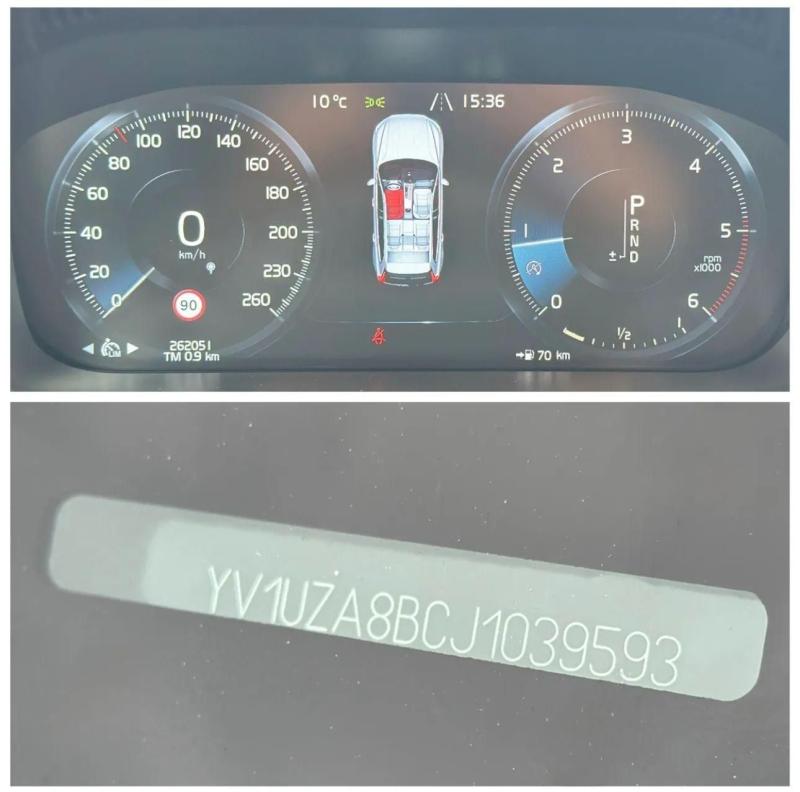 10°C 15:36
0 20 40 60 80 100 120 140 160 180 200 230 260
0
km/h
90
LIM
262051
TM 0.9 km
0 1 2 3 4 5 6
P
R
N
± D
rpm
x1000
1/2
70 km
YV1UZA8BCJ1039593